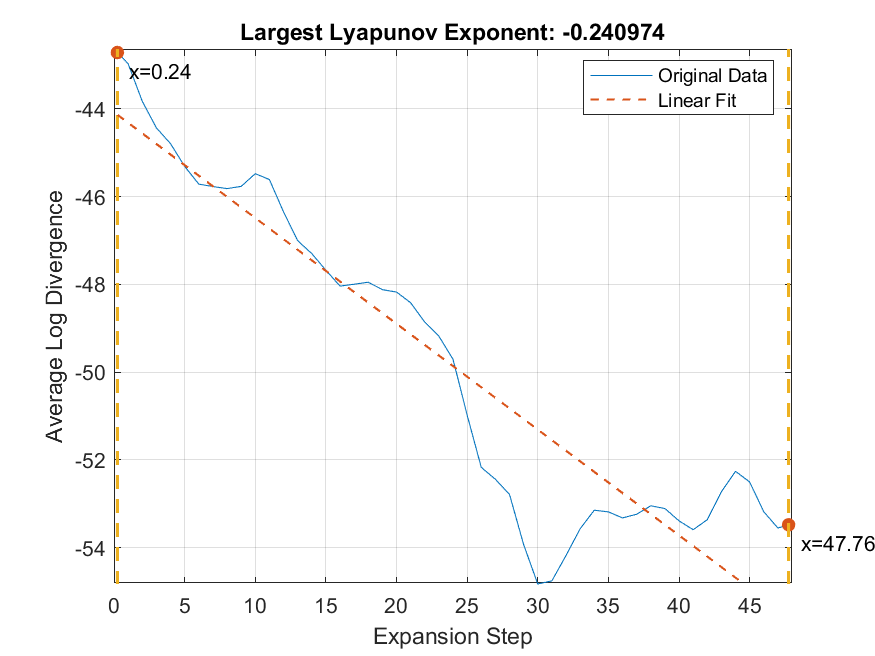 Largest Lyapunov Exponent: -0.240974
Original Data
Linear Fit
x=0.24
x=47.76
Average Log Divergence
-44
-46
-48
-50
-52
-54
0 5 10 15 20 25 30 35 40 45
Expansion Step